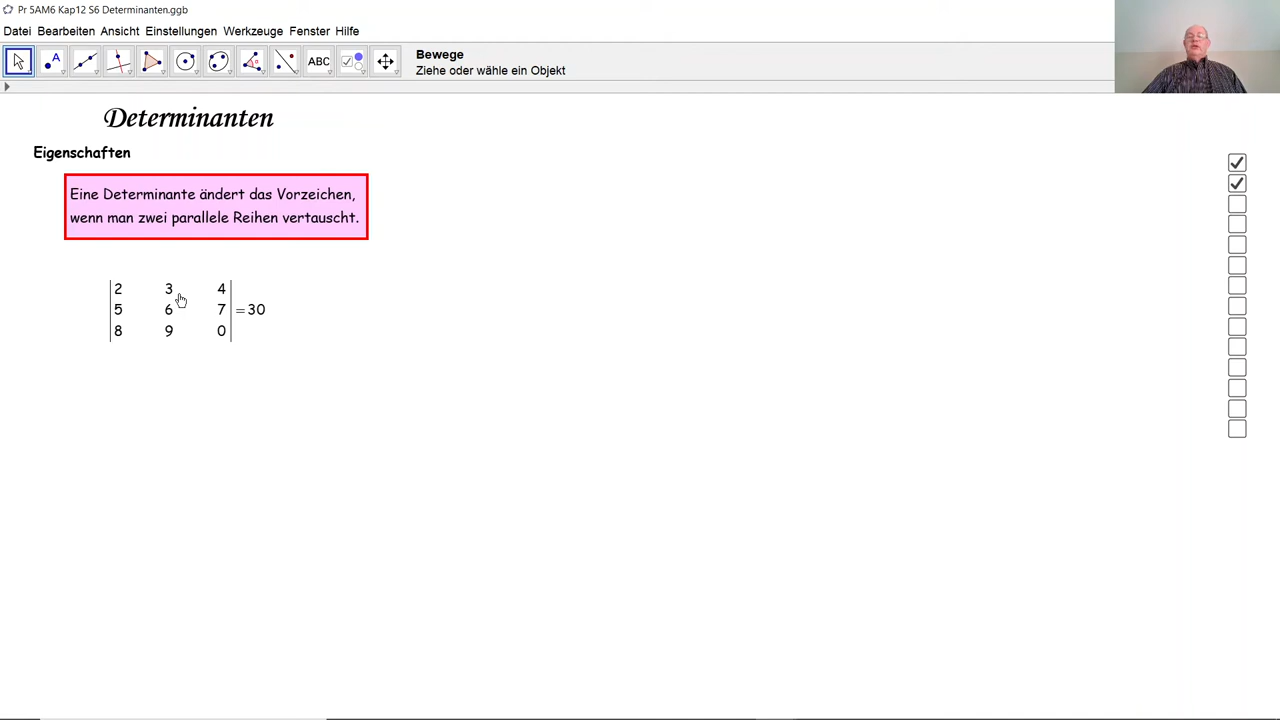 Pr 5AM6 Kap12 S6 Determinanten.ggb
Datei Bearbeiten Ansicht Einstellungen Werkzeuge Fenster Hilfe
A ABC Bewege
Ziehe oder wähle ein Objekt
Determinanten
Eigenschaften
Eine Determinante ändert das Vorzeichen,
wenn man zwei parallele Reihen vertauscht.
2 3 4
5 6 7 = 30
8 9 0